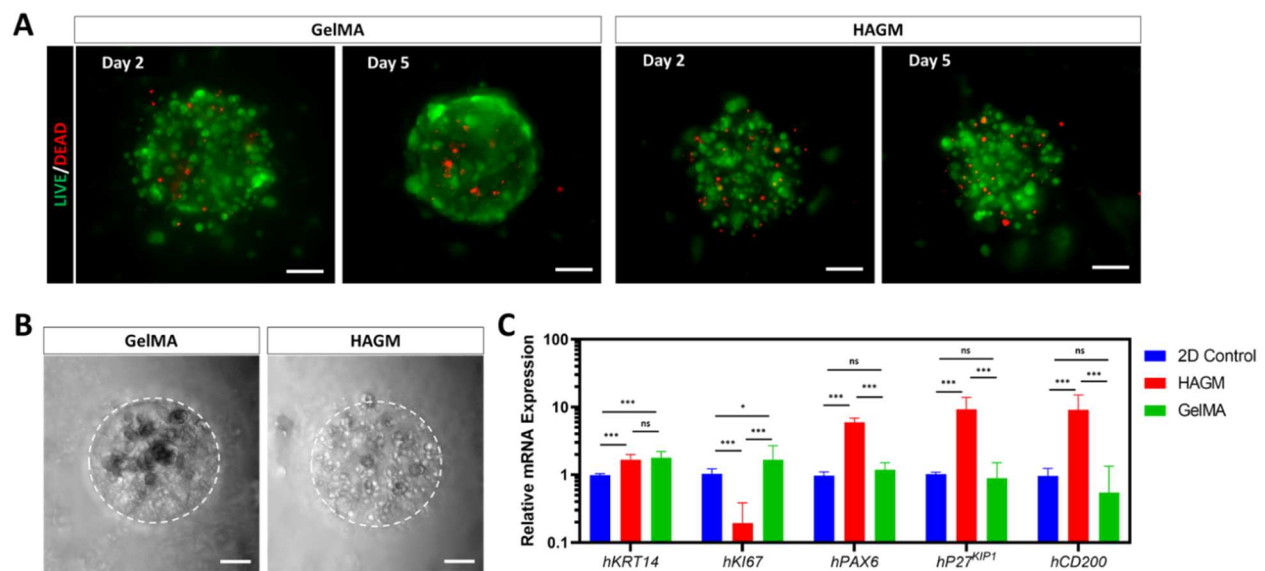 A
GelMA
HAGM
LIVE/DEAD
Day 2
Day 5
Day 2
Day 5
B
GelMA
HAGM
C
Relative mRNA Expression
100
10
1
0.1
***
***
ns
*
***
***
ns
***
***
ns
***
***
ns
***
***
hKRT14
hKI67
hPAX6
hP27KIP1
hCD200
2D Control
HAGM
GelMA